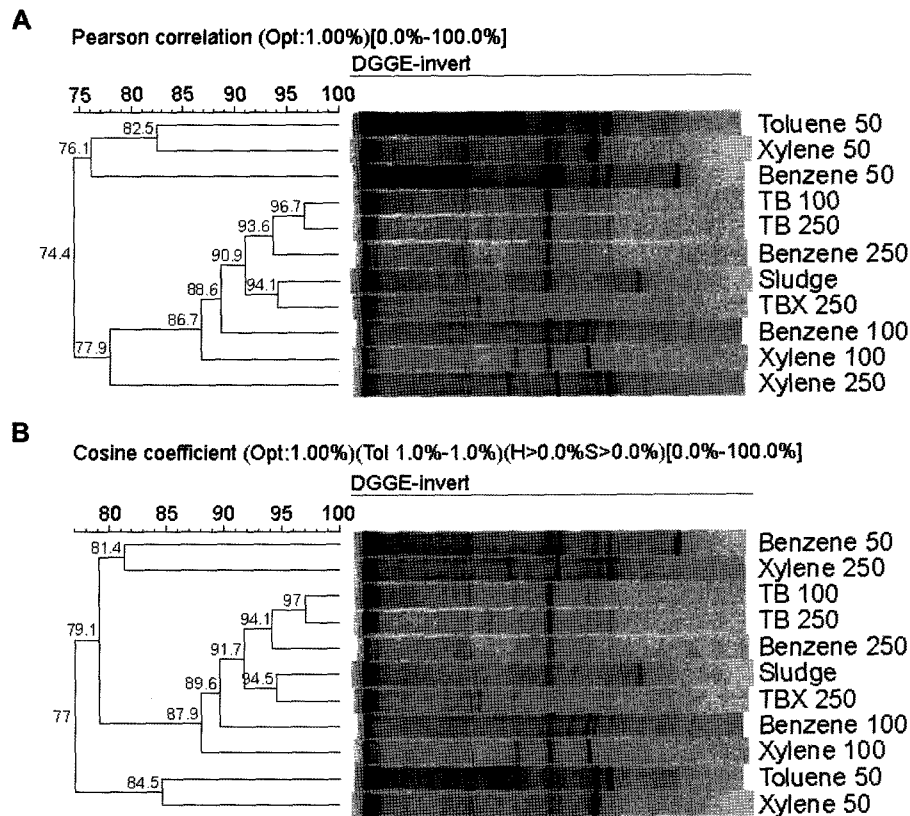 A
Pearson correlation (Opt:1.00%)[0.0%-100.0%]
DGGE-invert
75 80 85 90 95 100
82.5
76.1
96.7
93.6
74.4
90.9
94.1
88.6
86.7
77.9
Toluene 50
Xylene 50
Benzene 50
TB 100
TB 250
Benzene 250
Sludge
TBX 250
Benzene 100
Xylene 100
Xylene 250
B
Cosine coefficient (Opt:1.00%)(Tol 1.0%-1.0%)(H>0.0%S>0.0%)[0.0%-100.0%]
DGGE-invert
80 85 90 95 100
81.4
97
94.1
79.1
91.7
94.5
89.6
77
87.9
84.5
Benzene 50
Xylene 250
TB 100
TB 250
Benzene 250
Sludge
TBX 250
Benzene 100
Xylene 100
Toluene 50
Xylene 50